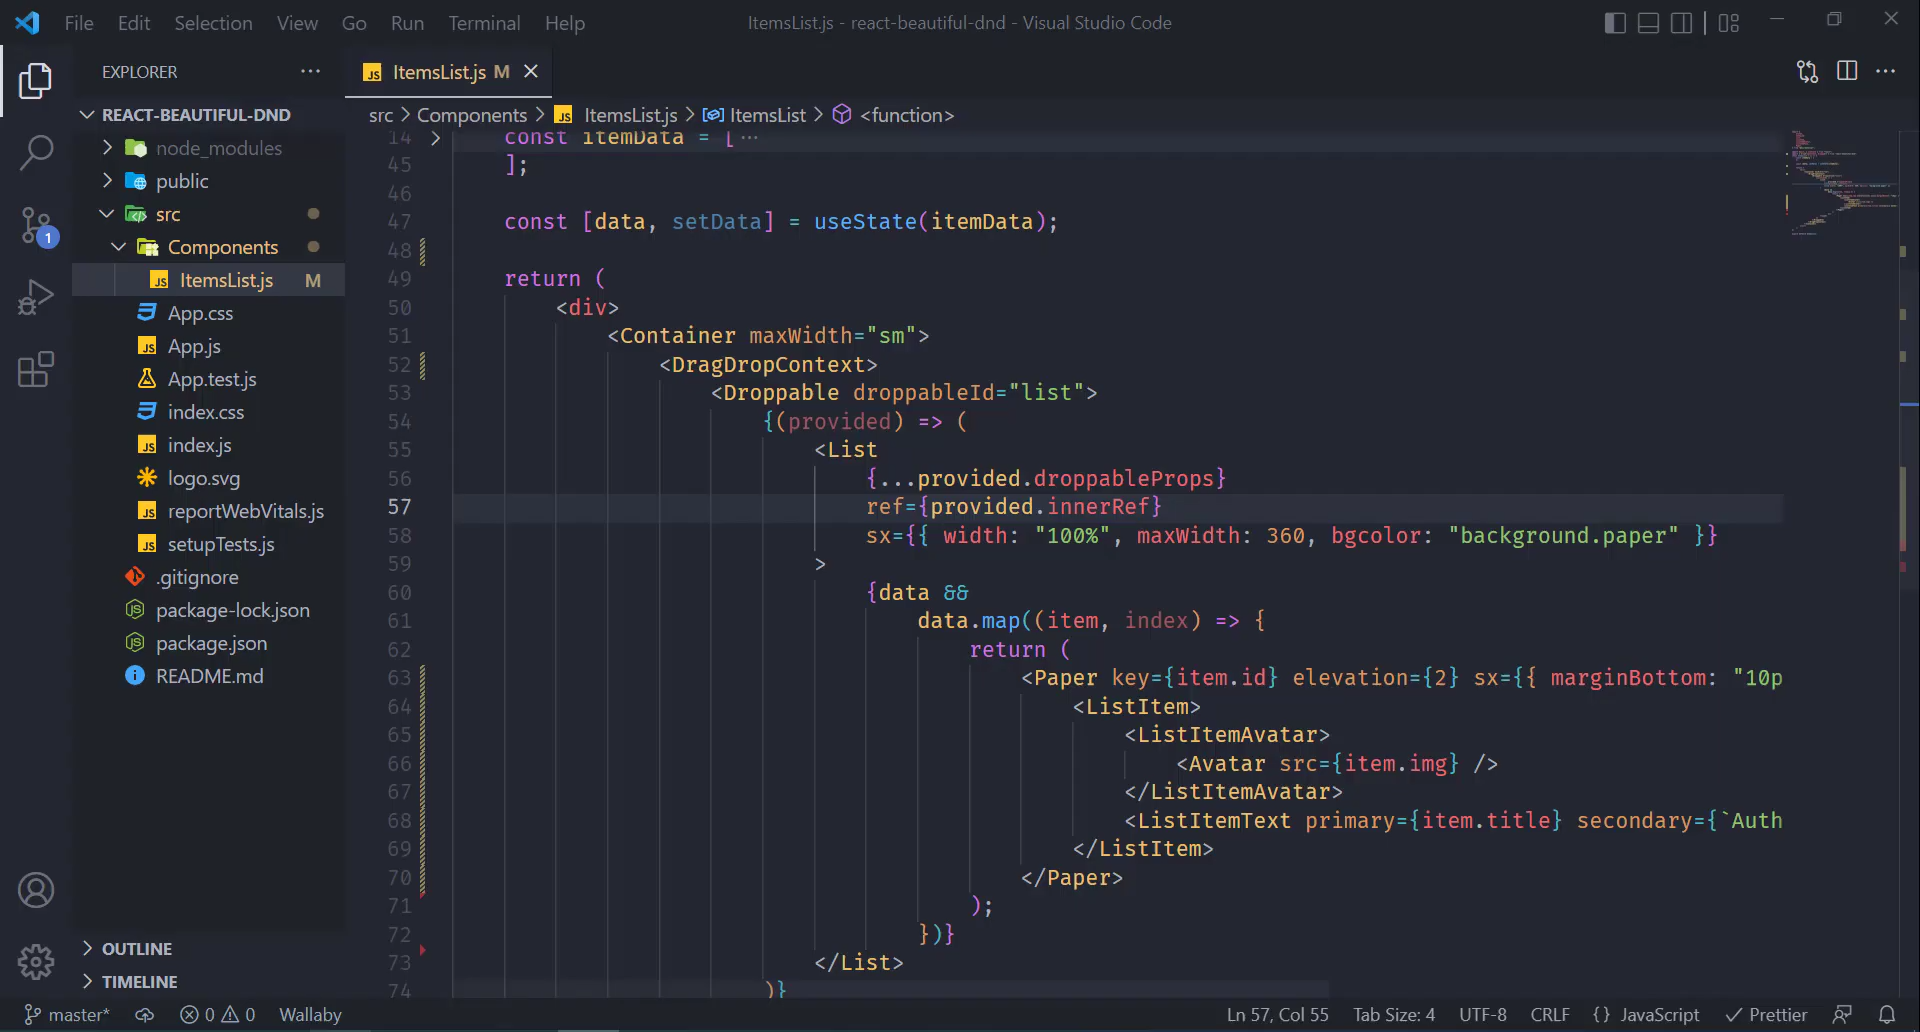 File Edit Selection View Go Run Terminal Help
ItemsList.js - react-beautiful-dnd - Visual Studio Code
EXPLORER
REACT-BEAUTIFUL-DND
node_modules
public
src
Components
ItemsList.js M
App.css
App.js
App.test.js
index.css
index.js
logo.svg
reportWebVitals.js
setupTests.js
.gitignore
package-lock.json
package.json
README.md
OUTLINE
TIMELINE
1
ItemsList.js M
src > Components > JS ItemsList.js > ItemsList > <function>
14 const itemData = [ ···
45 ];
46
47 const [data, setData] = useState(itemData);
48
49 return (
50 <div>
51 <Container maxWidth="sm">
52 <DragDropContext>
53 <Droppable droppableId="list">
54 {(provided) => (
55 <List
56 {...provided.droppableProps}
57 ref={provided.innerRef}
58 sx={{ width: "100%", maxWidth: 360, bgcolor: "background.paper" }}
59 >
60 {data &&
61 data.map((item, index) => {
62 return (
63 <Paper key={item.id} elevation={2} sx={{ marginBottom: "10p
64 <ListItem>
65 <ListItemAvatar>
66 <Avatar src={item.img} />
67 </ListItemAvatar>
68 <ListItemText primary={item.title} secondary={`Auth
69 </ListItem>
70 </Paper>
71 );
72 })}
73 </List>
74 )}
master* 0 0 Wallaby
Ln 57, Col 55 Tab Size: 4 UTF-8 CRLF {} JavaScript Prettier